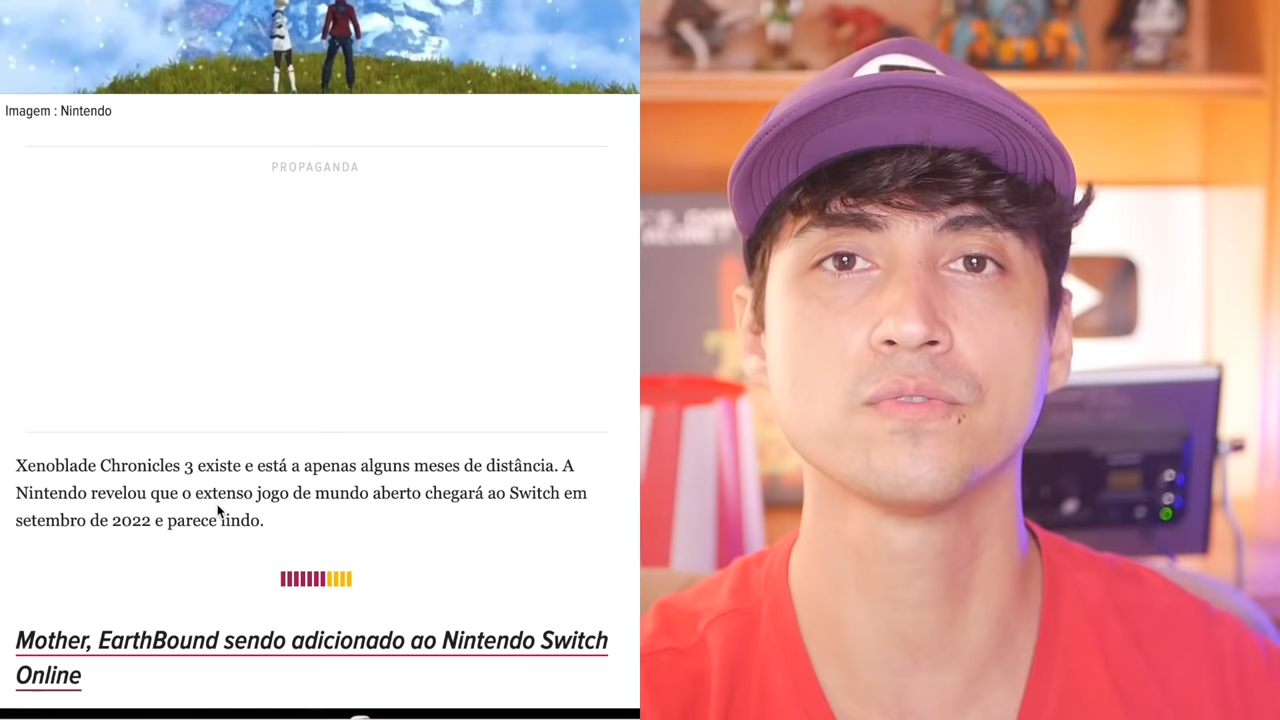 Imagem : Nintendo
PROPAGANDA
Xenoblade Chronicles 3 existe e está a apenas alguns meses de distância. A
Nintendo revelou que o extenso jogo de mundo aberto chegará ao Switch em
setembro de 2022 e parece lindo.
Mother, EarthBound sendo adicionado ao Nintendo Switch
Online